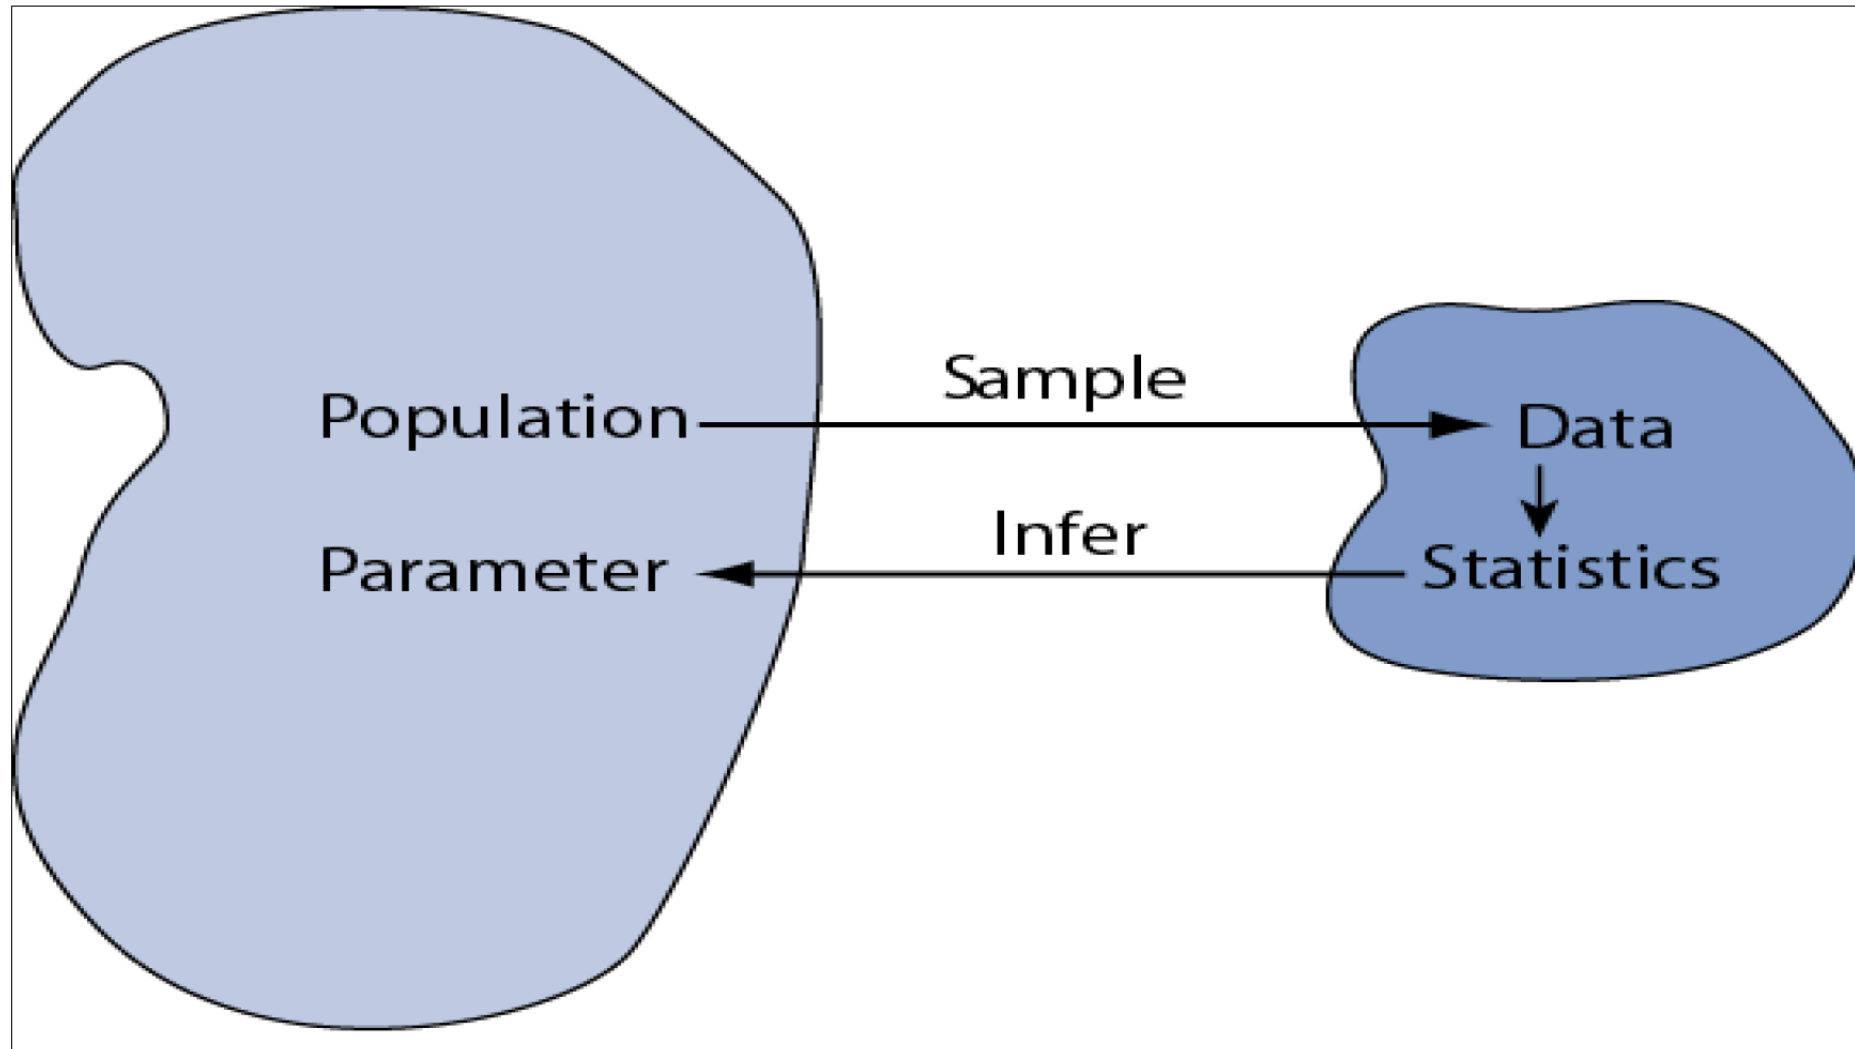 Sample
Population
Data
Infer
Parameter
Statistics